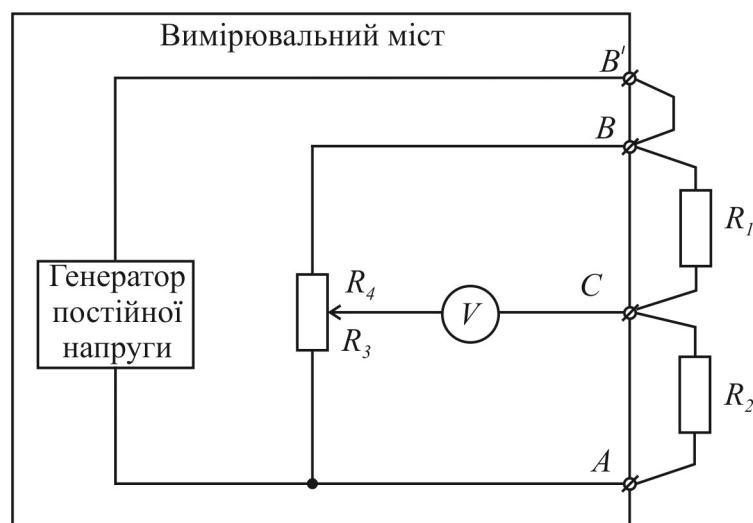 Вимірювальний міст
B'
B
R1
Генератор
постійної
напруги
R4
V
C
R3
R2
A